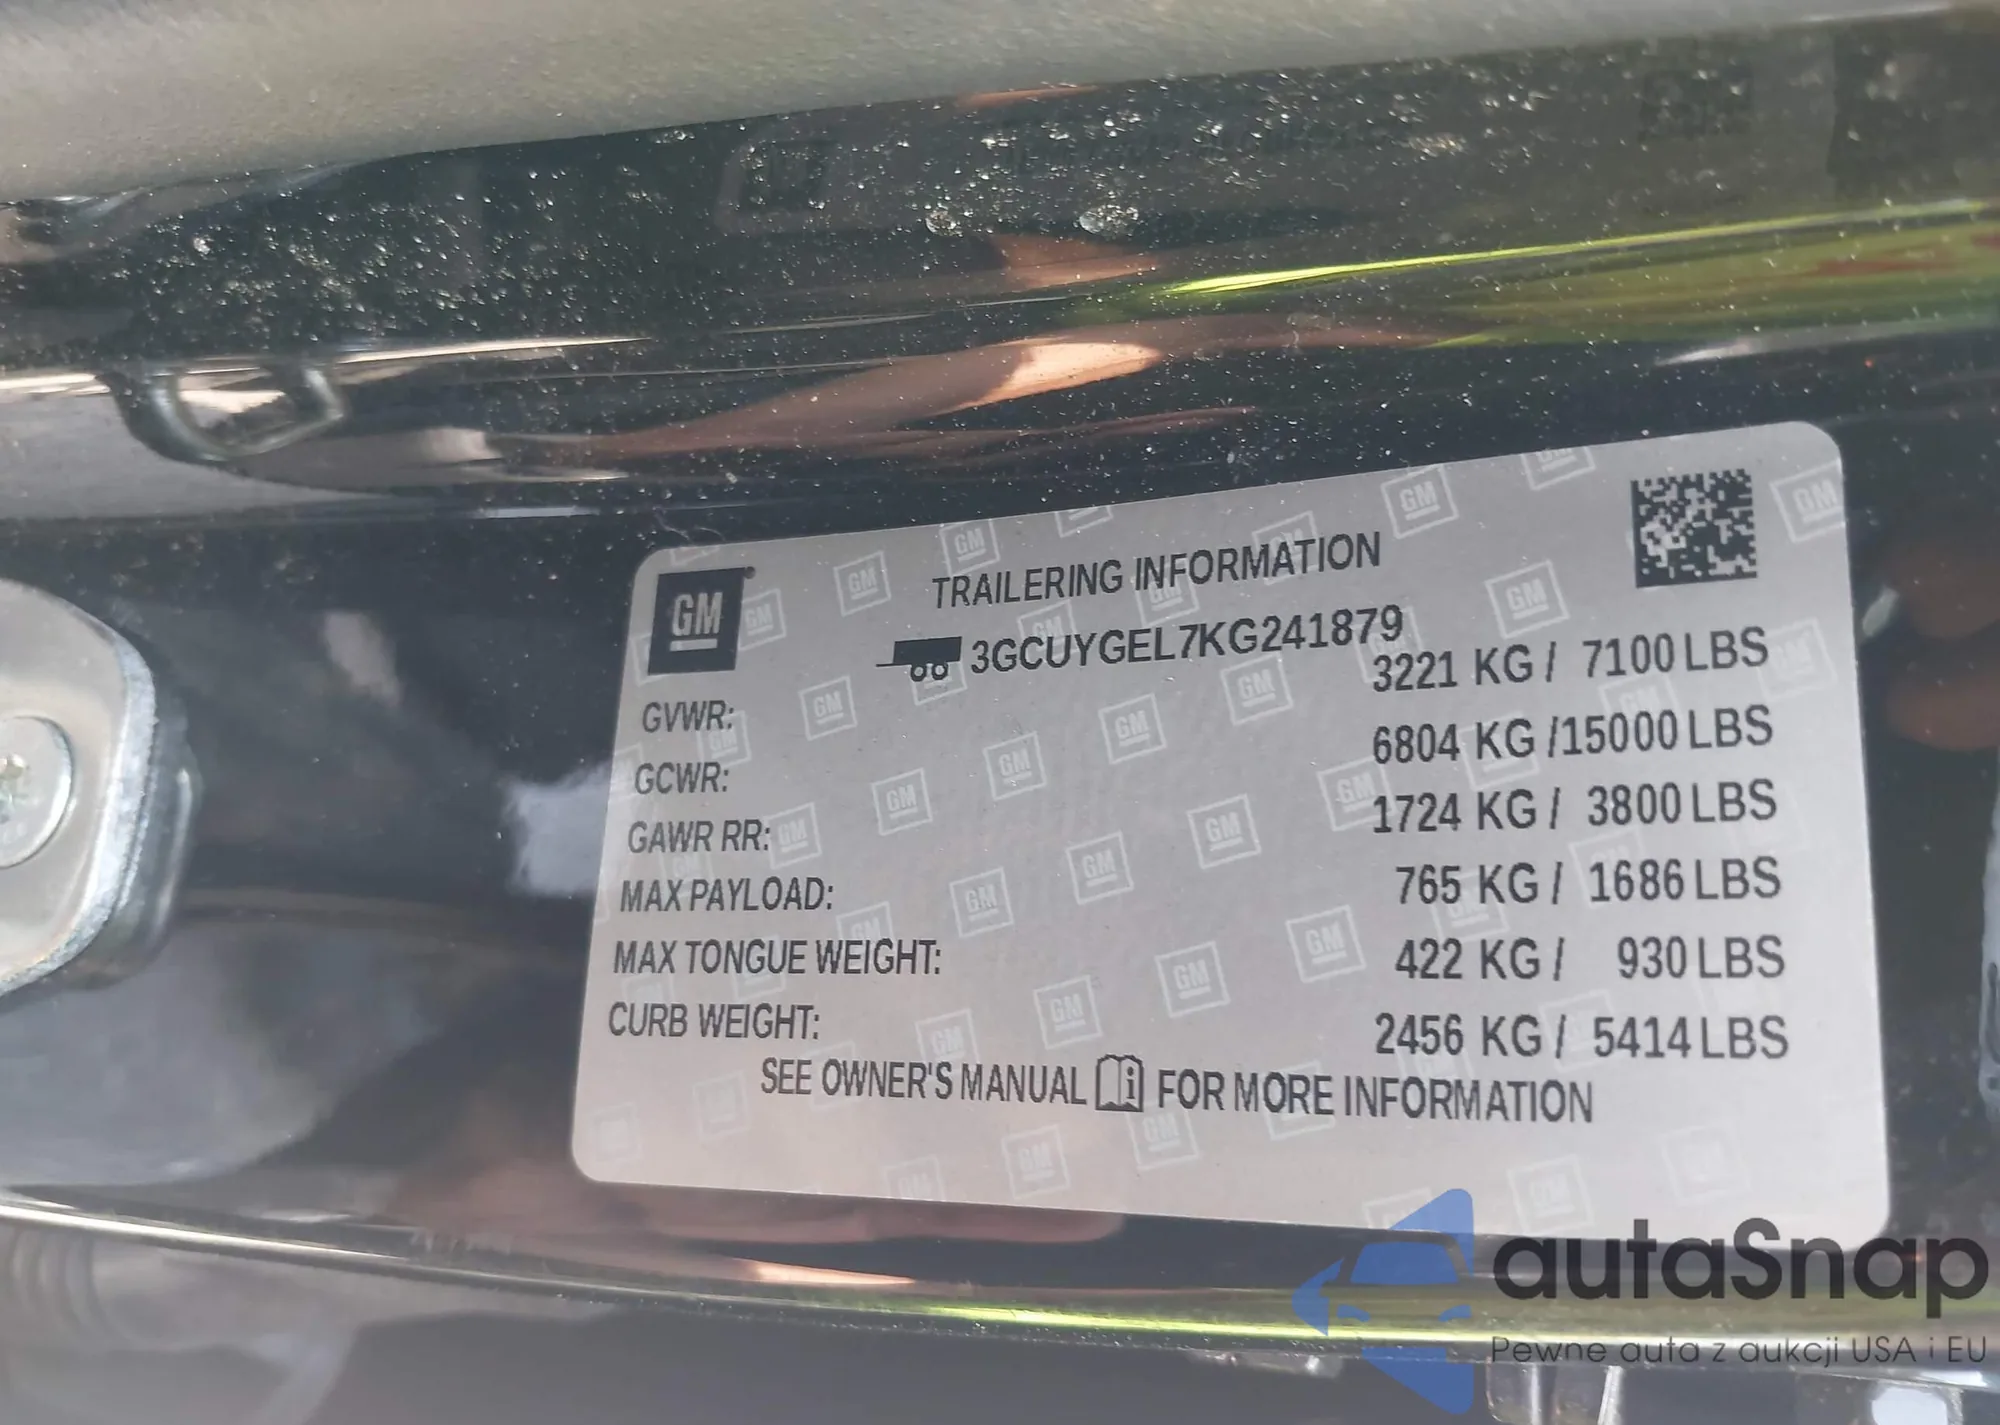 GM
TRAILERING INFORMATION
3GCUYGEL7KG241879
GVWR: 3221 KG / 7100 LBS
GCWR: 6804 KG /15000 LBS
GAWR RR: 1724 KG / 3800 LBS
MAX PAYLOAD: 765 KG / 1686 LBS
MAX TONGUE WEIGHT: 422 KG / 930 LBS
CURB WEIGHT: 2456 KG / 5414 LBS
SEE OWNER'S MANUAL FOR MORE INFORMATION
autaSnap
Pewne auta z aukcji USA i EU